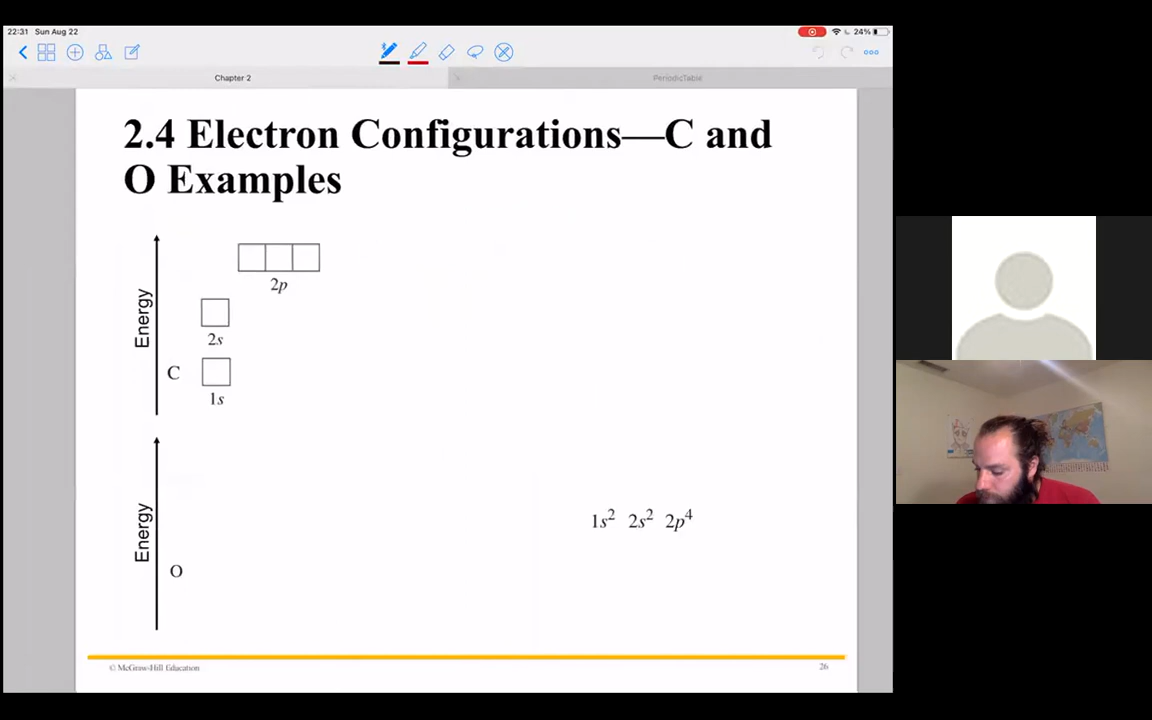 22:31 Sun Aug 22
24%
Chapter 2
PeriodicTable
2.4 Electron Configurations—C and
O Examples
Energy
2p
2s
C
1s
Energy
O
1s² 2s² 2p⁴
© McGraw-Hill Education
26